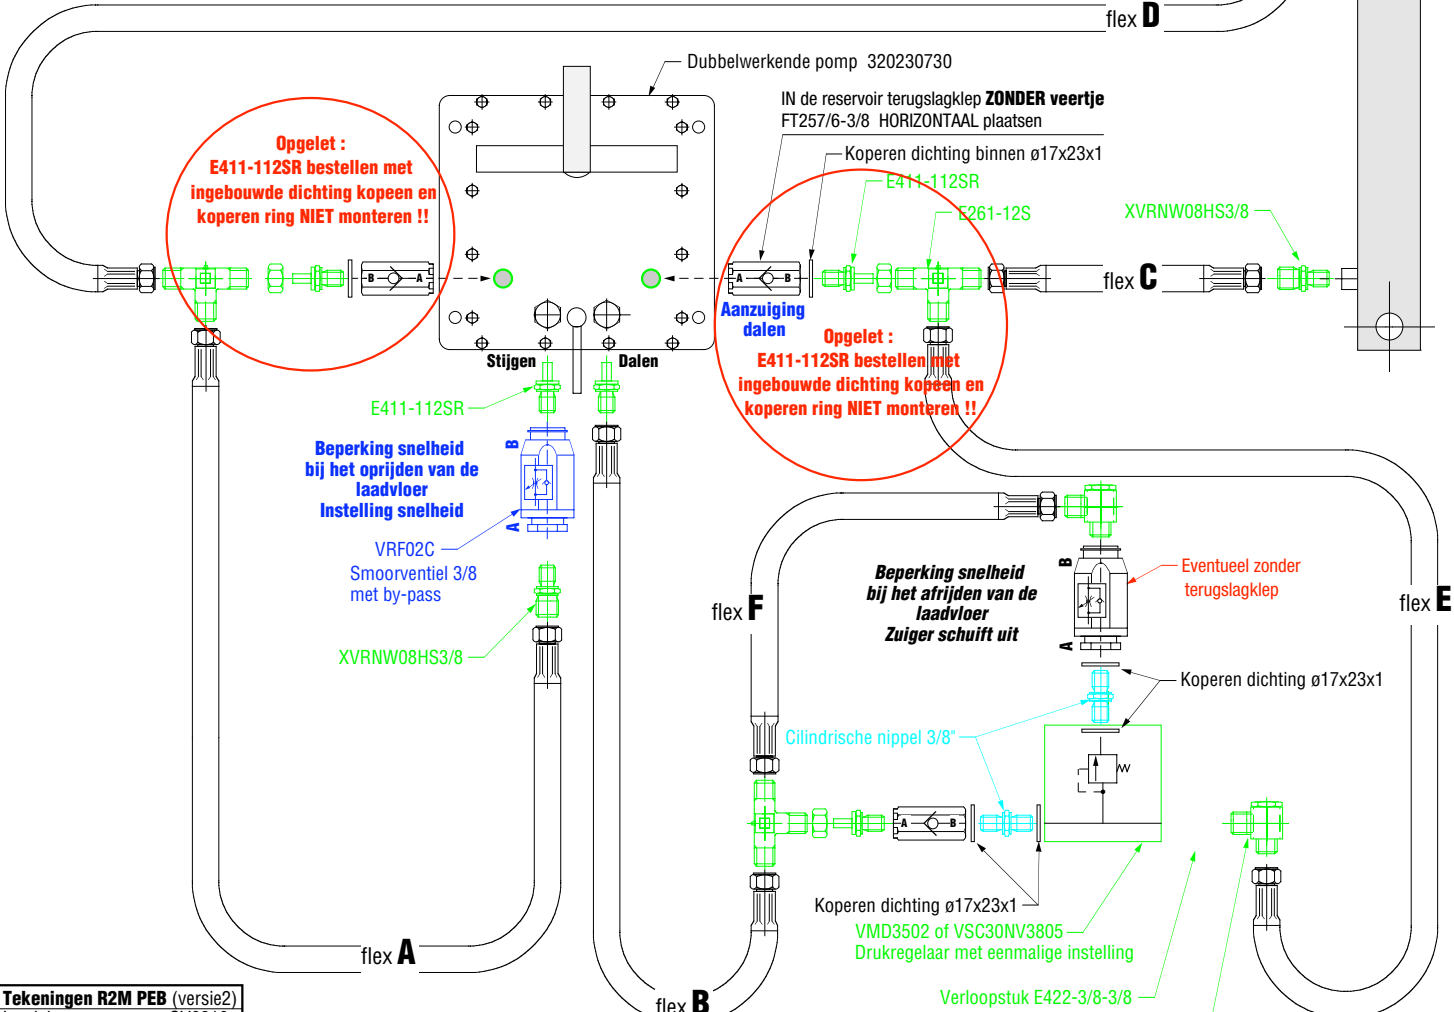 flex D
Dubbelwerkende pomp 320230730
IN de reservoir terugslagklep ZONDER veertje
FT257/6-3/8 HORIZONTAAL plaatsen
Koperen dichting binnen ø17x23x1
Opgelet :
E411-112SR bestellen met
ingebouwde dichting kopeen en
koperen ring NIET monteren !!
E411-112SR
E261-12S
XVRNW08HS3/8
B A
A B
flex C
Aanzuiging
dalen
Opgelet :
E411-112SR bestellen met
ingebouwde dichting kopeen en
koperen ring NIET monteren !!
Stijgen
Dalen
E411-112SR
Beperking snelheid
bij het oprijden van de
laadvloer
Instelling snelheid
B
A
VRF02C
Smoorventiel 3/8
met by-pass
XVRNW08HS3/8
flex F
Beperking snelheid
bij het afrijden van de
laadvloer
Zuiger schuift uit
B
A
Eventueel zonder
terugslagklep
flex E
Koperen dichting ø17x23x1
Cilindrische nippel 3/8"
A B
Koperen dichting ø17x23x1
VMD3502 of VSC30NV3805
Drukregelaar met eenmalige instelling
flex A
Verloopstuk E422-3/8-3/8
flex B
Tekeningen R2M PEB (versie2)